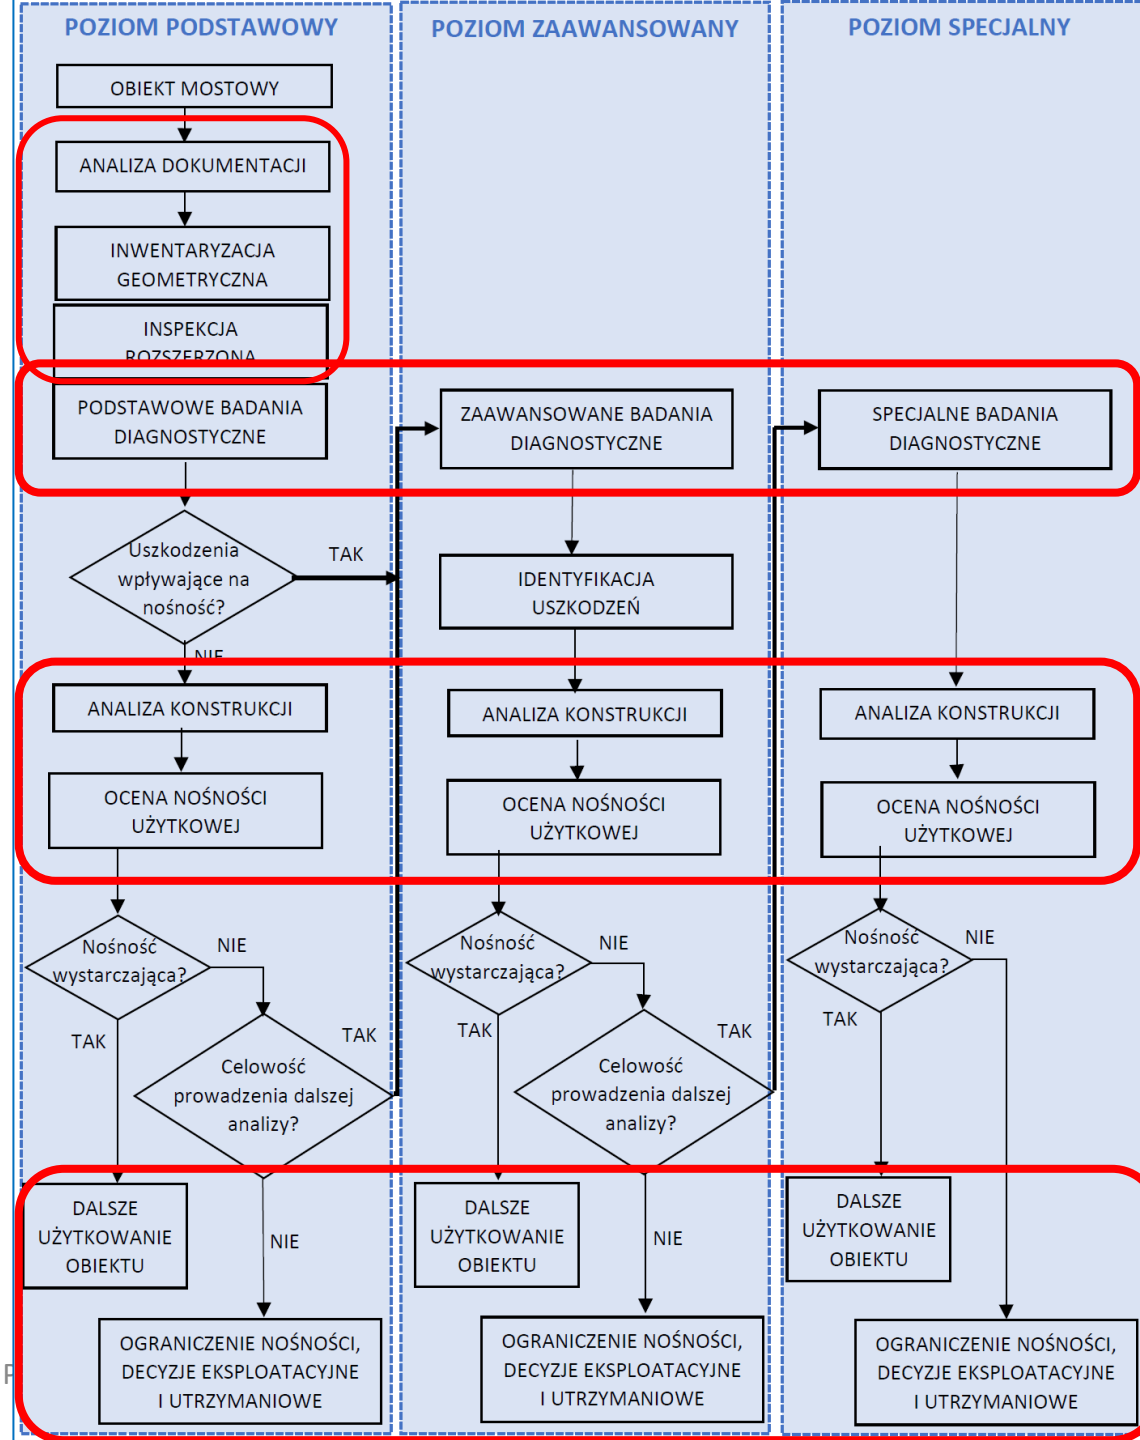 POZIOM PODSTAWOWY
OBIEKT MOSTOWY
ANALIZA DOKUMENTACJI
INWENTARYZACJA
GEOMETRYCZNA
INSPEKCJA
ROZSZERZONA
PODSTAWOWE BADANIA
DIAGNOSTYCZNE
Uszkodzenia
wpływające na
nośność?
TAK
NIE
ANALIZA KONSTRUKCJI
OCENA NOŚNOŚCI
UŻYTKOWEJ
Nośność
wystarczająca?
NIE
TAK
Celowość
prowadzenia dalszej
analizy?
TAK
NIE
DALSZE
UŻYTKOWANIE
OBIEKTU
OGRANICZENIE NOŚNOŚCI,
DECYZJE EKSPLOATACYJNE
I UTRZYMANIOWE
POZIOM ZAAWANSOWANY
ZAAWANSOWANE BADANIA
DIAGNOSTYCZNE
IDENTYFIKACJA
USZKODZEŃ
ANALIZA KONSTRUKCJI
OCENA NOŚNOŚCI
UŻYTKOWEJ
Nośność
wystarczająca?
NIE
TAK
Celowość
prowadzenia dalszej
analizy?
TAK
NIE
DALSZE
UŻYTKOWANIE
OBIEKTU
OGRANICZENIE NOŚNOŚCI,
DECYZJE EKSPLOATACYJNE
I UTRZYMANIOWE
POZIOM SPECJALNY
SPECJALNE BADANIA
DIAGNOSTYCZNE
ANALIZA KONSTRUKCJI
OCENA NOŚNOŚCI
UŻYTKOWEJ
Nośność
wystarczająca?
NIE
TAK
DALSZE
UŻYTKOWANIE
OBIEKTU
OGRANICZENIE NOŚNOŚCI,
DECYZJE EKSPLOATACYJNE
I UTRZYMANIOWE